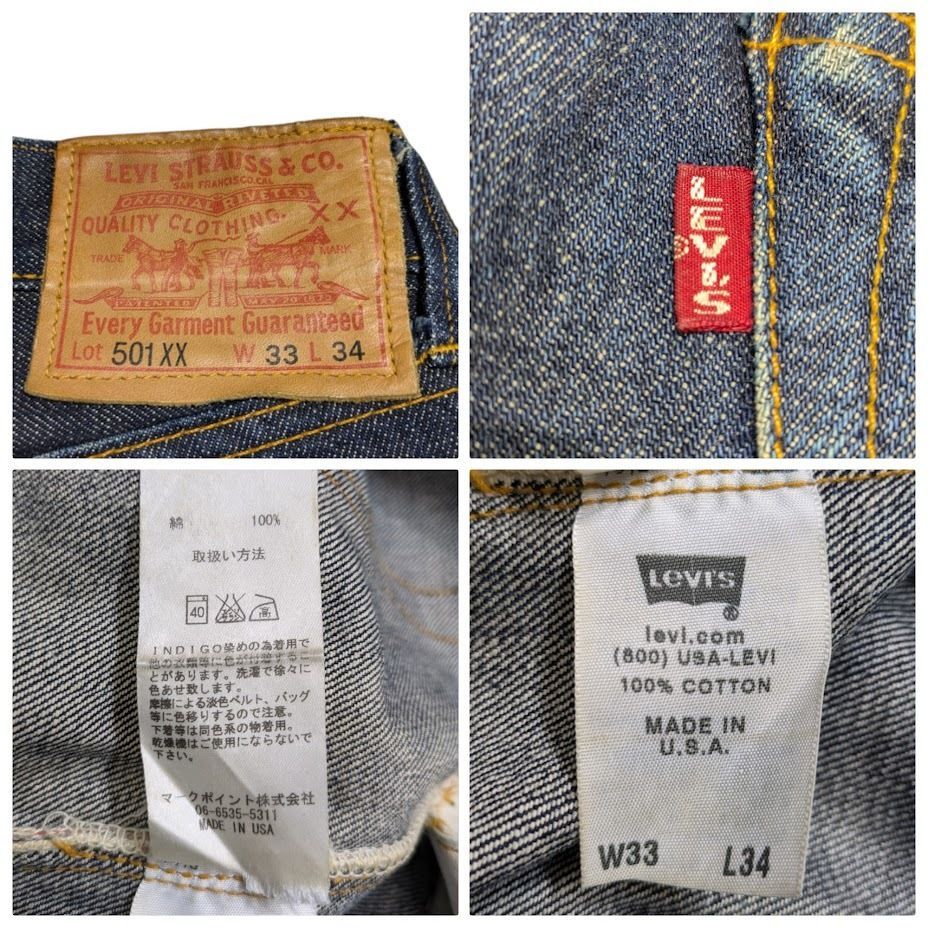 LEVI STRAUSS & CO.
SAN FRANCISCO, CAL.
ORIGINAL RIVETED
QUALITY CLOTHING. XX
TRADE MARK
PATENTED MAY 20 1873
Every Garment Guaranteed
Lot 501XX W 33 L 34
LEVI'S
®
綿 100%
取扱い方法
40 高
INDIGO染めの為着用で
他の衣類等に色が付着するこ
とがあります。洗濯で徐々に
色あせ致します。
摩擦による淡色ベルト、バッグ
等に色移りするので注意。
下着等は同色系の物着用。
乾燥機はご使用にならないで
下さい。
マークポイント株式会社
06-6535-5311
MADE IN USA
Levi's
®
levi.com
(800) USA-LEVI
100% COTTON
MADE IN
U.S.A.
W33 L34